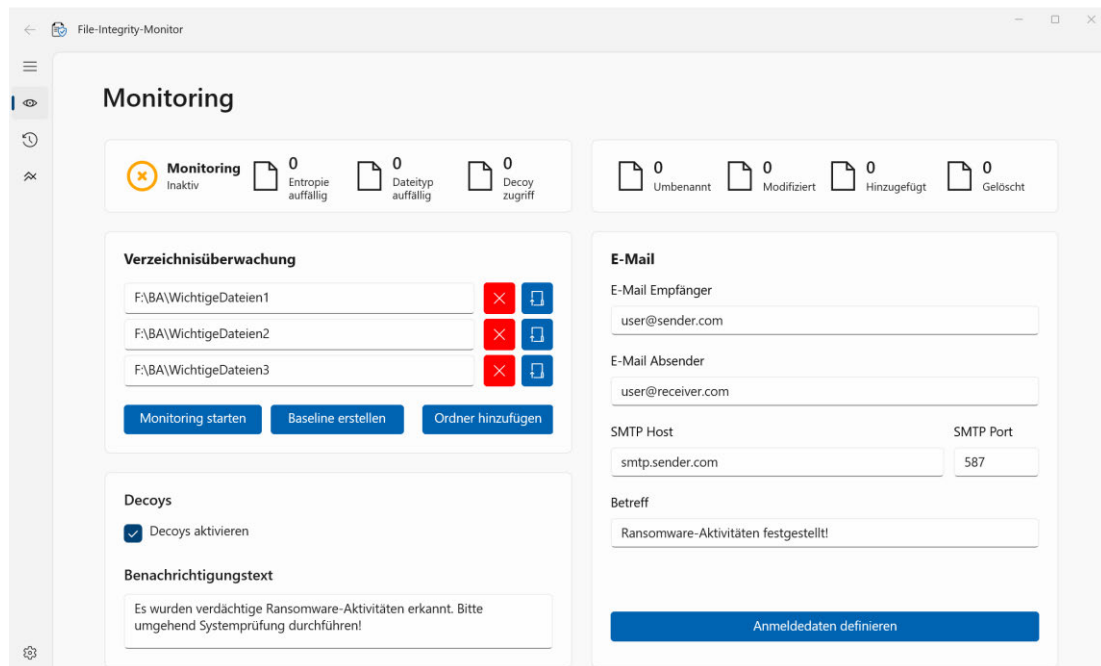 File-Integrity-Monitor
Monitoring
Monitoring
Inaktiv
0
Entropie
auffällig
0
Dateityp
auffällig
0
Decoy
zugriff
0
Umbenannt
0
Modifiziert
0
Hinzugefügt
0
Gelöscht
Verzeichnisüberwachung
F:\BA\WichtigeDateien1
F:\BA\WichtigeDateien2
F:\BA\WichtigeDateien3
Monitoring starten
Baseline erstellen
Ordner hinzufügen
Decoys
Decoys aktivieren
Benachrichtigungstext
Es wurden verdächtige Ransomware-Aktivitäten erkannt. Bitte
umgehend Systemprüfung durchführen!
E-Mail
E-Mail Empfänger
user@sender.com
E-Mail Absender
user@receiver.com
SMTP Host
SMTP Port
smtp.sender.com
587
Betreff
Ransomware-Aktivitäten festgestellt!
Anmeldedaten definieren